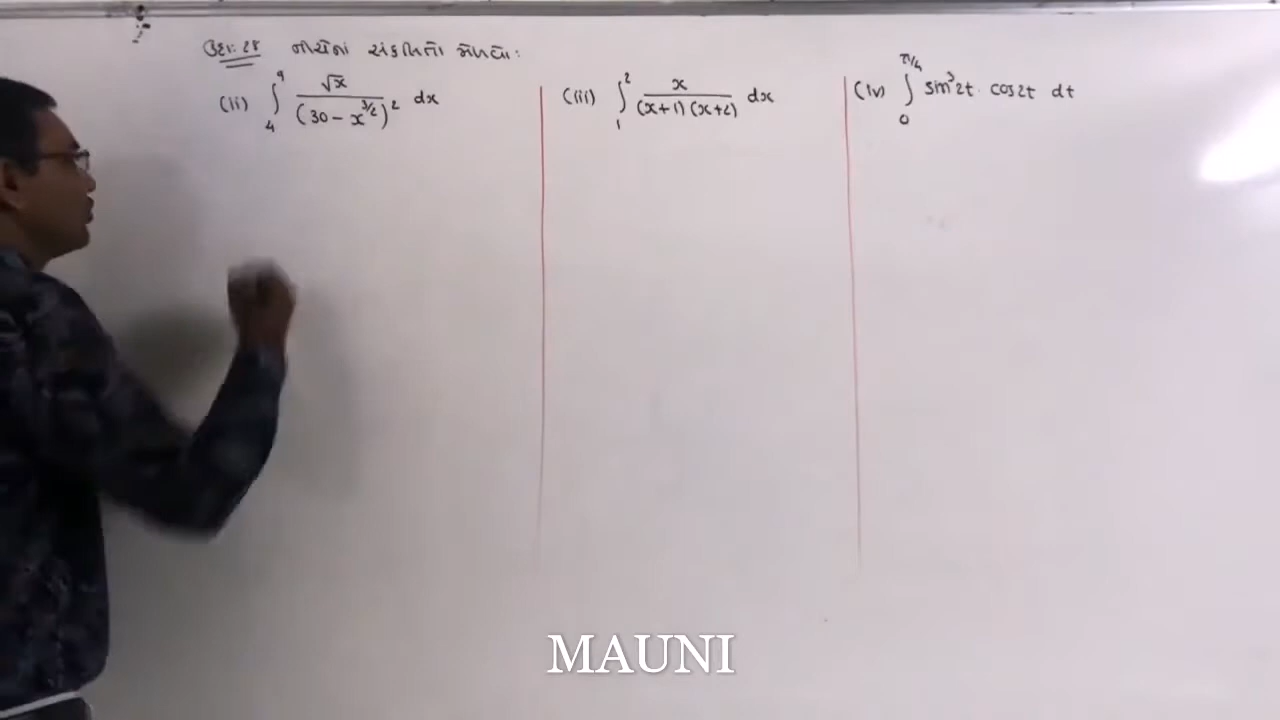 ઉદા: 28 નીચેનાં સંકલિતો મેળવો:
(ii) ∫₄⁹ √x / (30 − x^{3/2})² dx
(iii) ∫₁² x / (x+1)(x+2) dx
(iv) ∫₀^{π/4} sin³2t · cos2t dt
MAUNI